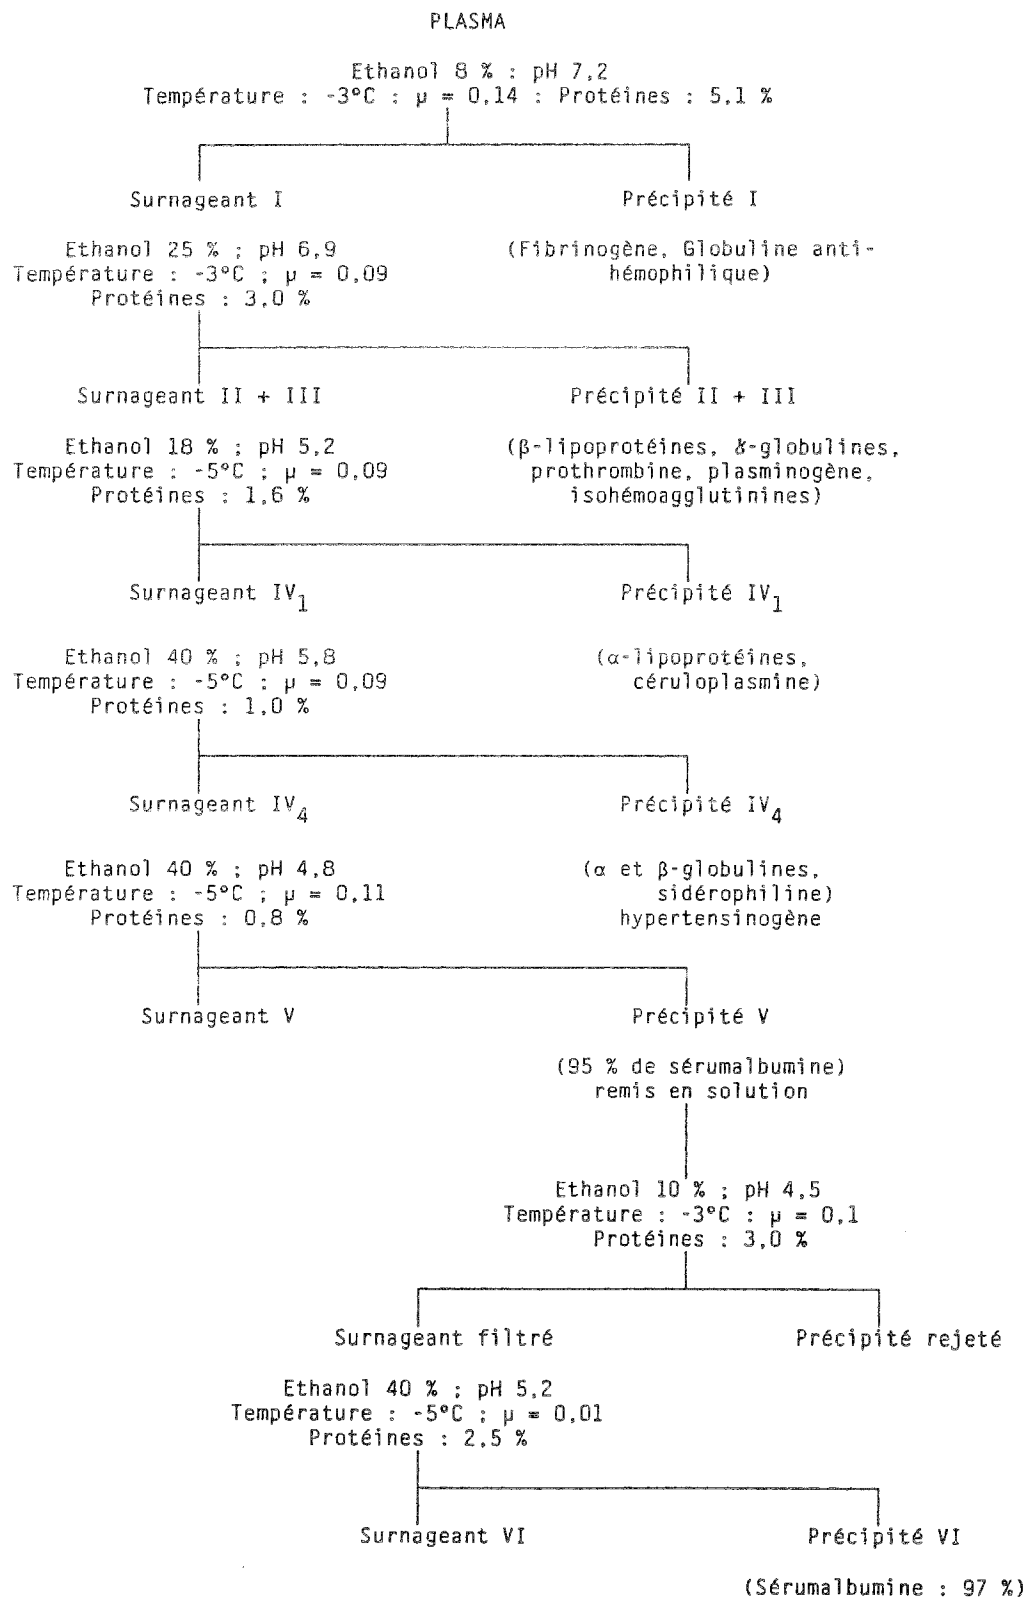 PLASMA
Ethanol 8 % : pH 7,2
Température : -3°C : µ = 0,14 : Protéines : 5,1 %
Surnageant I
Précipité I
Ethanol 25 % ; pH 6,9
Température : -3°C ; µ = 0,09
Protéines : 3,0 %
(Fibrinogène, Globuline anti-
hémophilique)
Surnageant II + III
Précipité II + III
Ethanol 18 % ; pH 5,2
Température : -5°C ; µ = 0,09
Protéines : 1,6 %
(β-lipoprotéines, ɣ-globulines,
prothrombine, plasminogène,
isohémoagglutinines)
Surnageant IV1
Précipité IV1
Ethanol 40 % ; pH 5,8
Température : -5°C : µ = 0,09
Protéines : 1,0 %
(α-lipoprotéines,
céruloplasmine)
Surnageant IV4
Précipité IV4
Ethanol 40 % ; pH 4,8
Température : -5°C ; µ = 0,11
Protéines : 0,8 %
(α et β-globulines,
sidérophiline)
hypertensinogène
Surnageant V
Précipité V
(95 % de sérumalbumine)
remis en solution
Ethanol 10 % ; pH 4,5
Température : -3°C : µ = 0,1
Protéines : 3,0 %
Surnageant filtré
Précipité rejeté
Ethanol 40 % ; pH 5,2
Température : -5°C ; µ = 0,01
Protéines : 2,5 %
Surnageant VI
Précipité VI
(Sérumalbumine : 97 %)